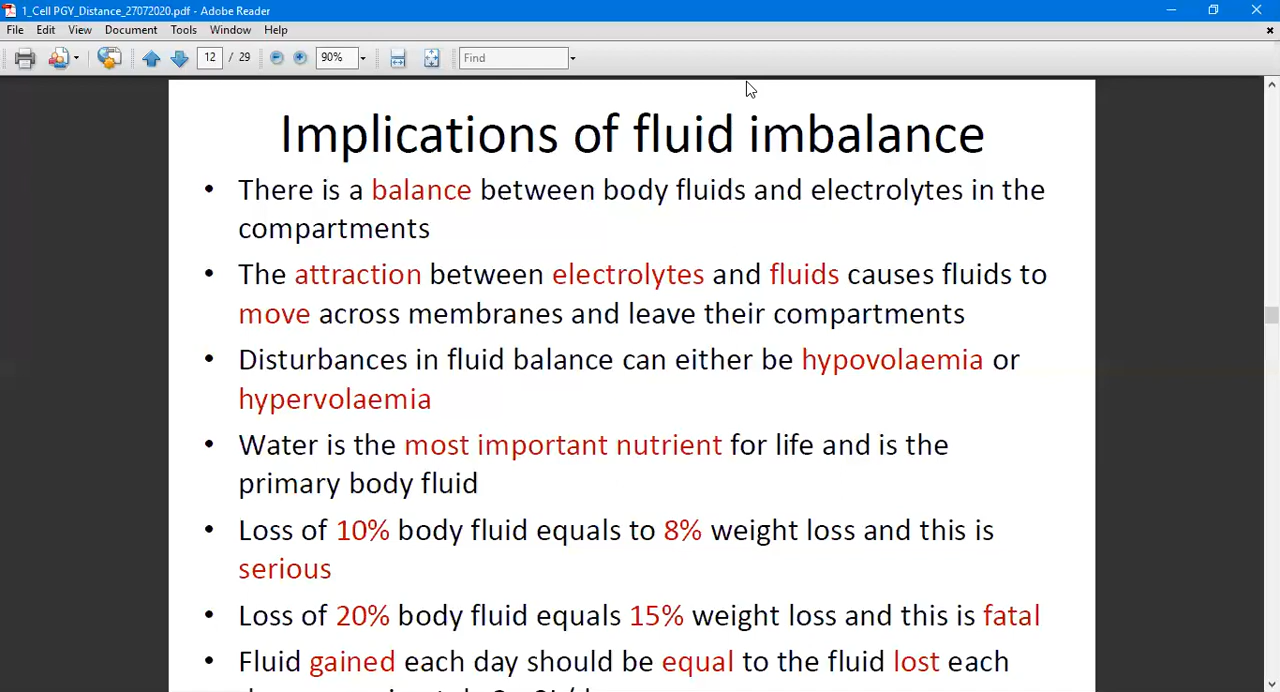 1_Cell PGY_Distance_27072020.pdf - Adobe Reader
File Edit View Document Tools Window Help
12 / 29 90% Find
Implications of fluid imbalance
• There is a balance between body fluids and electrolytes in the
compartments
• The attraction between electrolytes and fluids causes fluids to
move across membranes and leave their compartments
• Disturbances in fluid balance can either be hypovolaemia or
hypervolaemia
• Water is the most important nutrient for life and is the
primary body fluid
• Loss of 10% body fluid equals to 8% weight loss and this is
serious
• Loss of 20% body fluid equals 15% weight loss and this is fatal
• Fluid gained each day should be equal to the fluid lost each